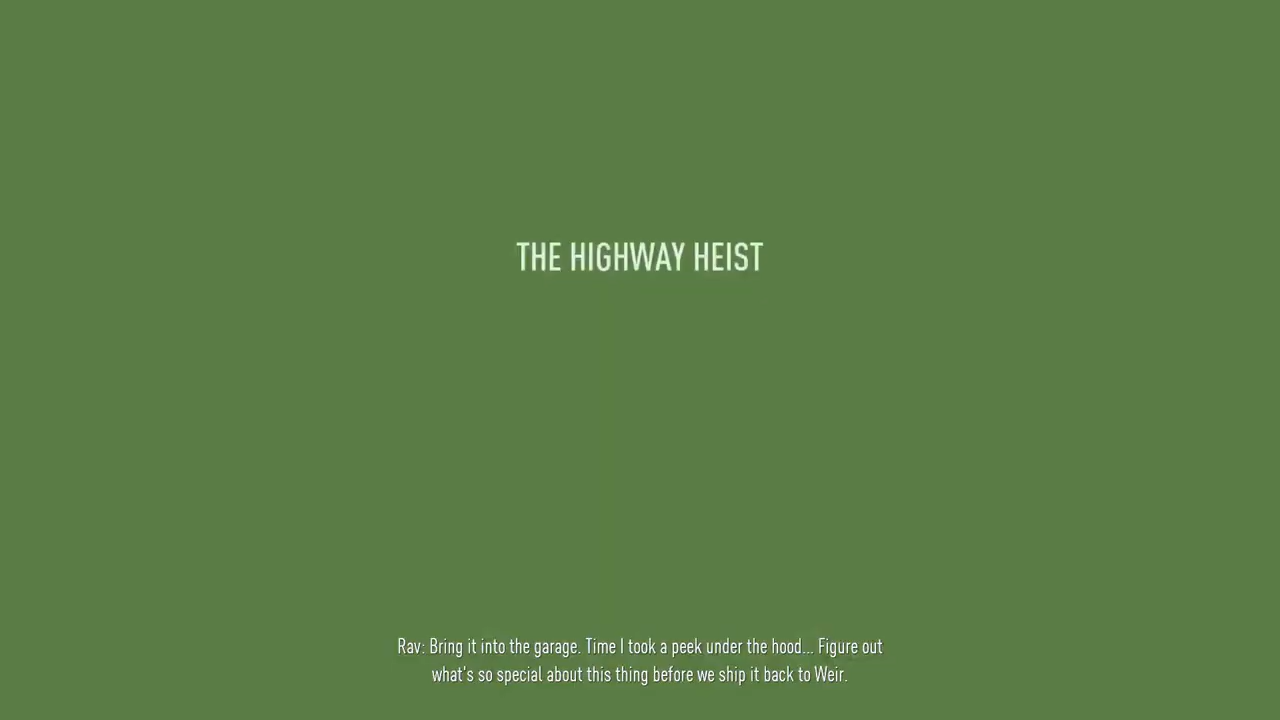 THE HIGHWAY HEIST
Rav: Bring it into the garage. Time I took a peek under the hood... Figure out
what's so special about this thing before we ship it back to Weir.